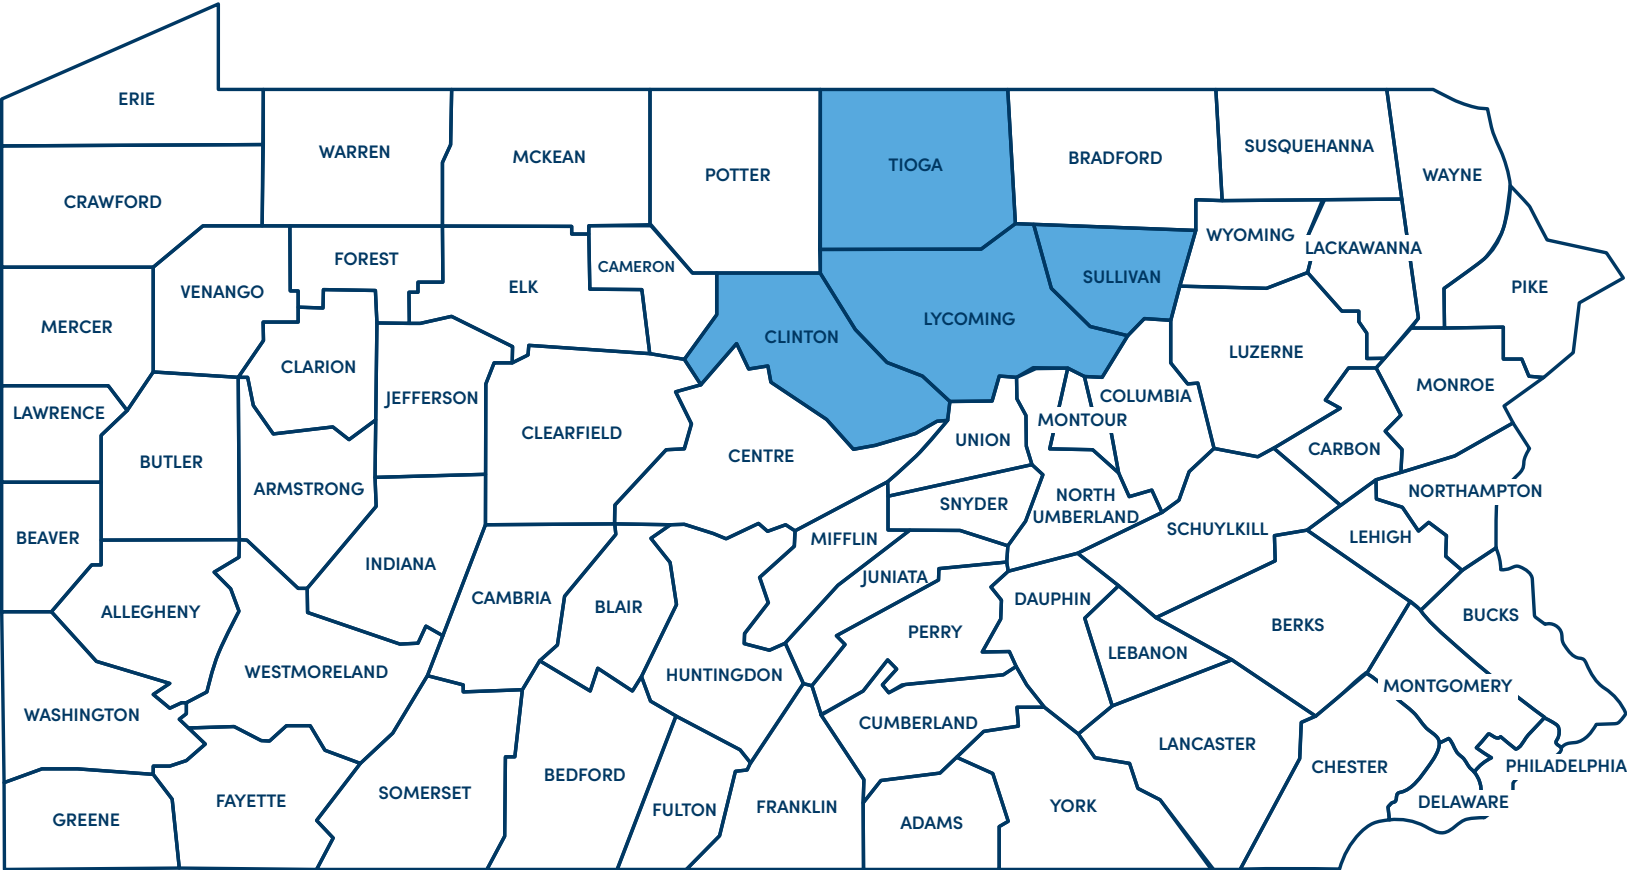 ERIE
WARREN
MCKEAN
POTTER
TIOGA
BRADFORD
SUSQUEHANNA
WAYNE
CRAWFORD
FOREST
CAMERON
WYOMING
LACKAWANNA
VENANGO
ELK
SULLIVAN
PIKE
MERCER
CLINTON
LYCOMING
LUZERNE
CLARION
JEFFERSON
MONROE
LAWRENCE
COLUMBIA
MONTOUR
BUTLER
CLEARFIELD
CENTRE
UNION
CARBON
ARMSTRONG
SNYDER
NORTH
UMBERLAND
NORTHAMPTON
BEAVER
INDIANA
MIFFLIN
SCHUYLKILL
LEHIGH
ALLEGHENY
CAMBRIA
BLAIR
JUNIATA
DAUPHIN
BERKS
BUCKS
PERRY
LEBANON
WESTMORELAND
HUNTINGDON
MONTGOMERY
WASHINGTON
CUMBERLAND
LANCASTER
CHESTER
PHILADELPHIA
GREENE
FAYETTE
SOMERSET
BEDFORD
FULTON
FRANKLIN
ADAMS
YORK
DELAWARE